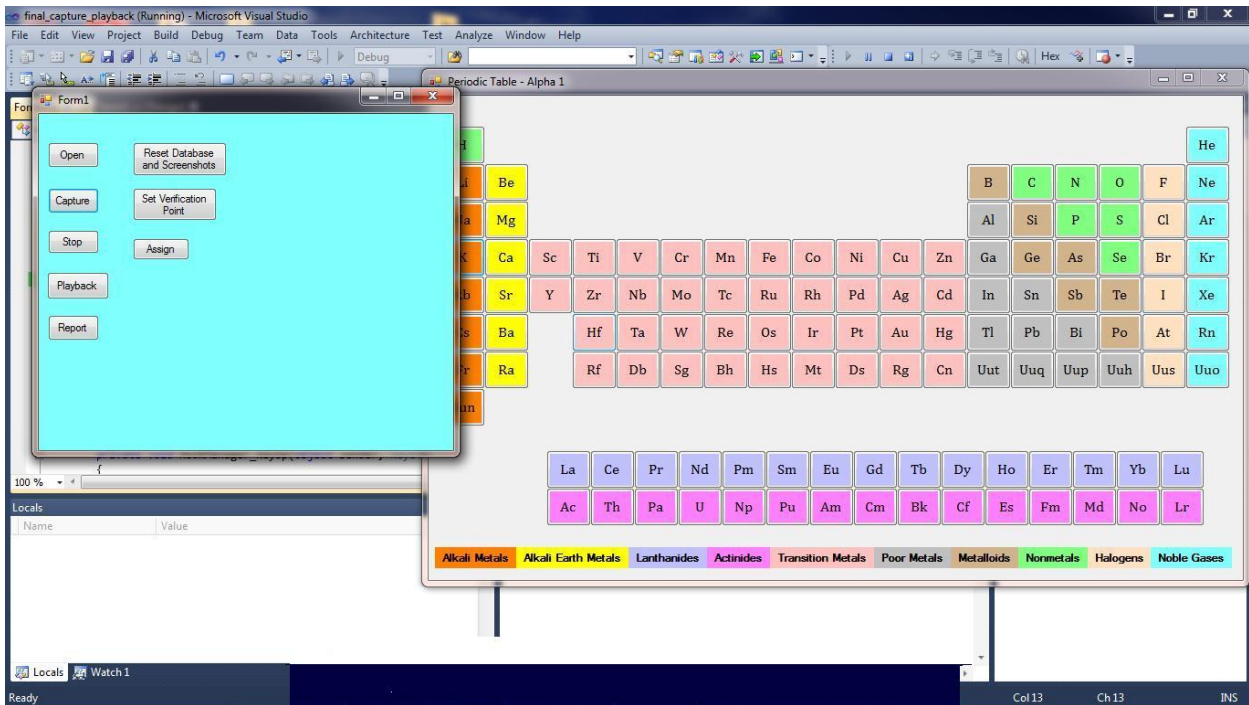 final_capture_playback (Running) - Microsoft Visual Studio
File Edit View Project Build Debug Team Data Tools Architecture Test Analyze Window Help
Debug
Hex
Periodic Table - Alpha 1
Form1
Open
Reset Database
and Screenshots
Capture
Set Verification
Point
Stop
Assign
Playback
Report
H He
Be B C N O F Ne
Mg Al Si P S Cl Ar
K Ca Sc Ti V Cr Mn Fe Co Ni Cu Zn Ga Ge As Se Br Kr
Sr Y Zr Nb Mo Tc Ru Rh Pd Ag Cd In Sn Sb Te I Xe
Ba Hf Ta W Re Os Ir Pt Au Hg Tl Pb Bi Po At Rn
Ra Rf Db Sg Bh Hs Mt Ds Rg Cn Uut Uuq Uup Uuh Uus Uuo
La Ce Pr Nd Pm Sm Eu Gd Tb Dy Ho Er Tm Yb Lu
Ac Th Pa U Np Pu Am Cm Bk Cf Es Fm Md No Lr
Alkali Metals Alkali Earth Metals Lanthanides Actinides Transition Metals Poor Metals Metalloids Nonmetals Halogens Noble Gases
{
100 %
Locals
Name Value
Locals Watch 1
Ready Col 13 Ch 13 INS